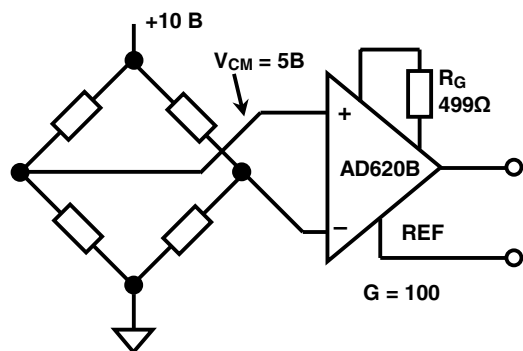 +10 В
V_CM = 5В
R_G
499Ω
+
AD620B
−
REF
G = 100